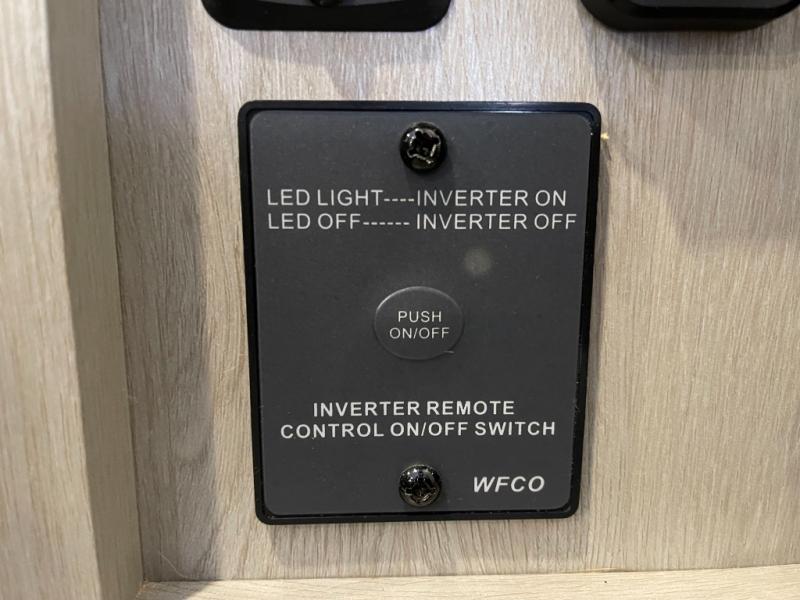 LED LIGHT----INVERTER ON
LED OFF------ INVERTER OFF
PUSH
ON/OFF
INVERTER REMOTE
CONTROL ON/OFF SWITCH
WFCO